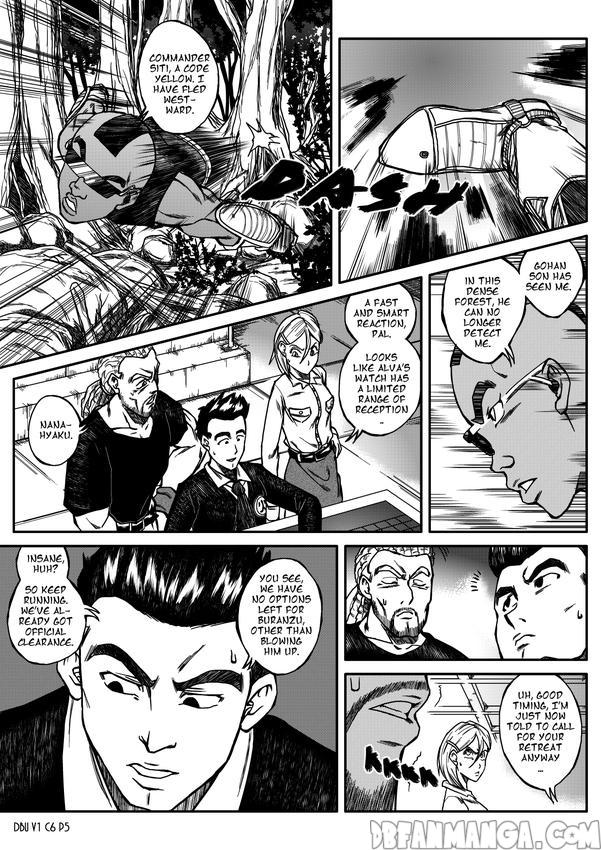 COMMANDER
SITI, A CODE
YELLOW. I
HAVE FLED
WEST-
WARD.
DASH
GOHAN
SON HAS
SEEN ME.
IN THIS
DENSE
FOREST, HE
CAN NO
LONGER
DETECT
ME.
A FAST
AND SMART
REACTION,
PAL.
LOOKS
LIKE ALVA'S
WATCH HAS
A LIMITED
RANGE OF
RECEPTION
...
NANA-
HYAKU.
INSANE,
HUH?
SO KEEP
RUNNING.
WE'VE AL-
READY GOT
OFFICIAL
CLEARANCE.
YOU SEE,
WE HAVE
NO OPTIONS
LEFT FOR
BURANZU,
OTHER THAN
BLOWING
HIM UP.
UH, GOOD
TIMING, I'M
JUST NOW
TOLD TO
CALL FOR
YOUR
RETREAT
ANYWAY
...
KKKK
DBU V1 C6 P5
DBFANMANGA.COM